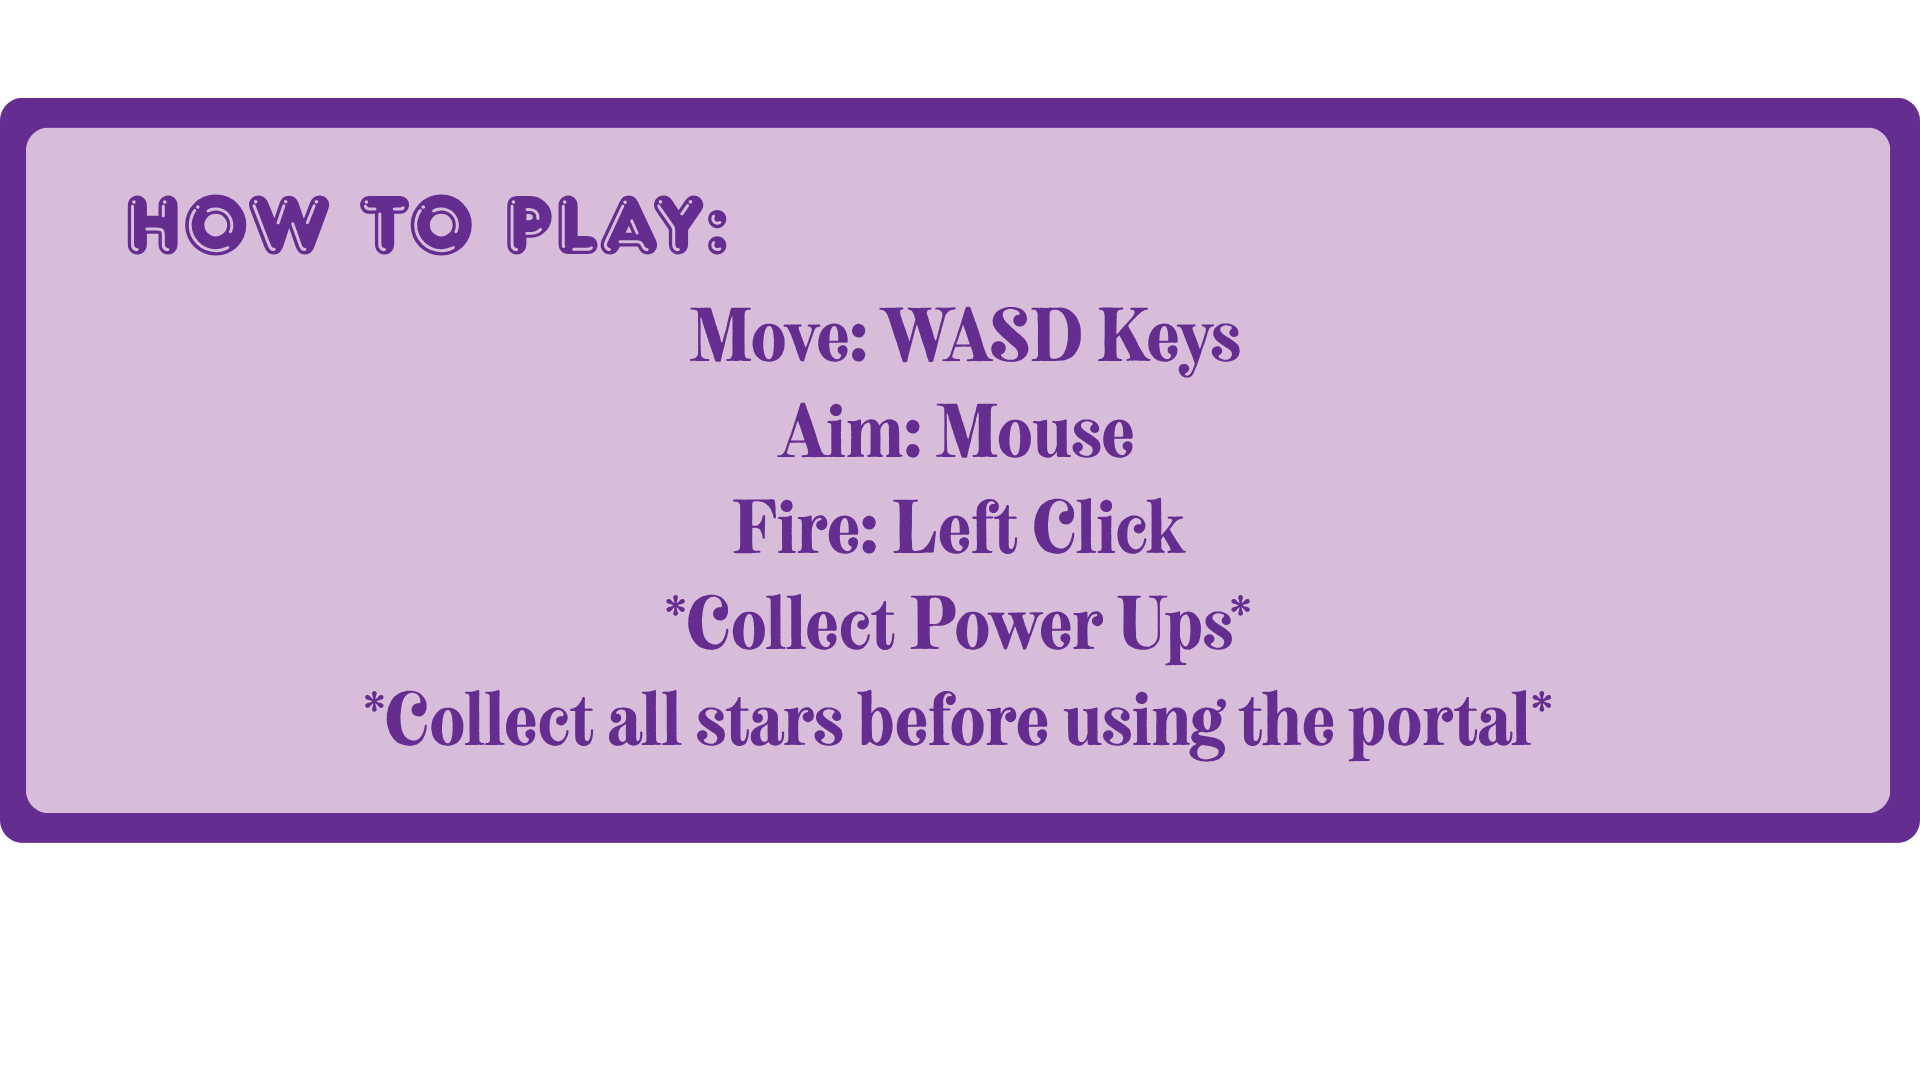 HOW TO PLAY:
Move: WASD Keys
Aim: Mouse
Fire: Left Click
*Collect Power Ups*
*Collect all stars before using the portal*